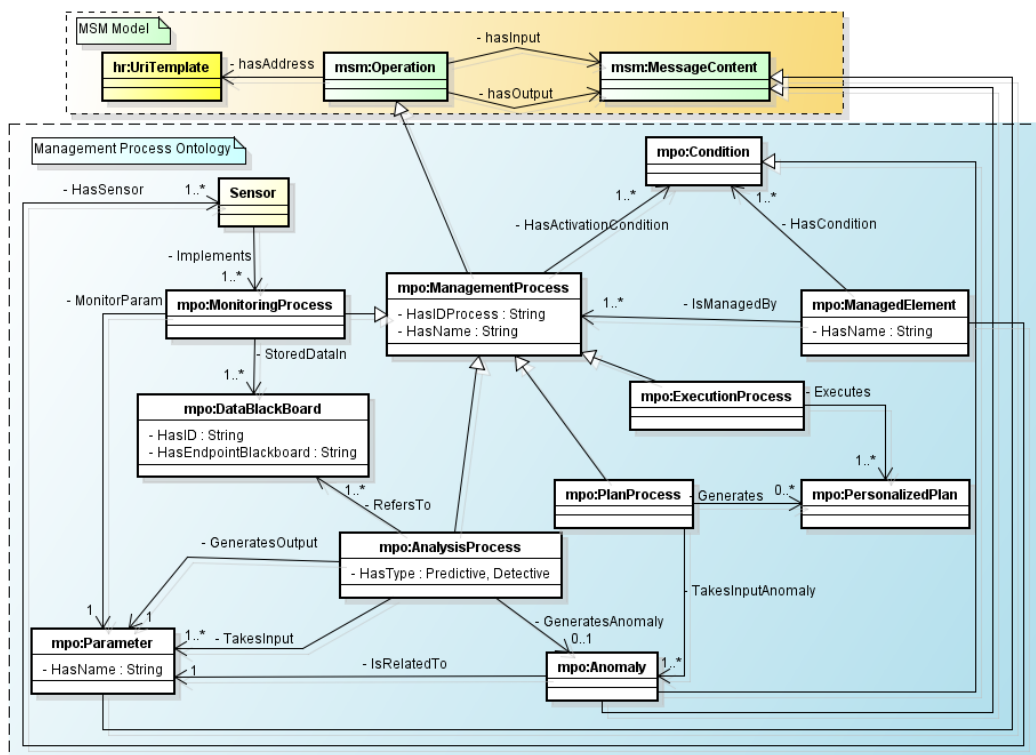 MSM Model
- hasInput
hr:UriTemplate
- hasAddress
msm:Operation
msm:MessageContent
- hasOutput
Management Process Ontology
mpo:Condition
- HasSensor
1..*
Sensor
1..*
1..*
- HasActivationCondition
- HasCondition
- Implements
1..*
- MonitorParam
mpo:MonitoringProcess
mpo:ManagementProcess
- HasIDProcess : String
- HasName : String
1..*
- IsManagedBy
mpo:ManagedElement
- HasName : String
- StoredDataIn
1..*
mpo:DataBlackBoard
- HasID : String
- HasEndpointBlackboard : String
mpo:ExecutionProcess
- Executes
1..*
1..*
- RefersTo
mpo:PlanProcess
- Generates
0..*
mpo:PersonalizedPlan
- GeneratesOutput
mpo:AnalysisProcess
- HasType : Predictive, Detective
- TakesInputAnomaly
1
1
- GeneratesAnomaly
0..1
mpo:Parameter
- HasName : String
1..*
- TakesInput
- IsRelatedTo
1
mpo:Anomaly
1..*